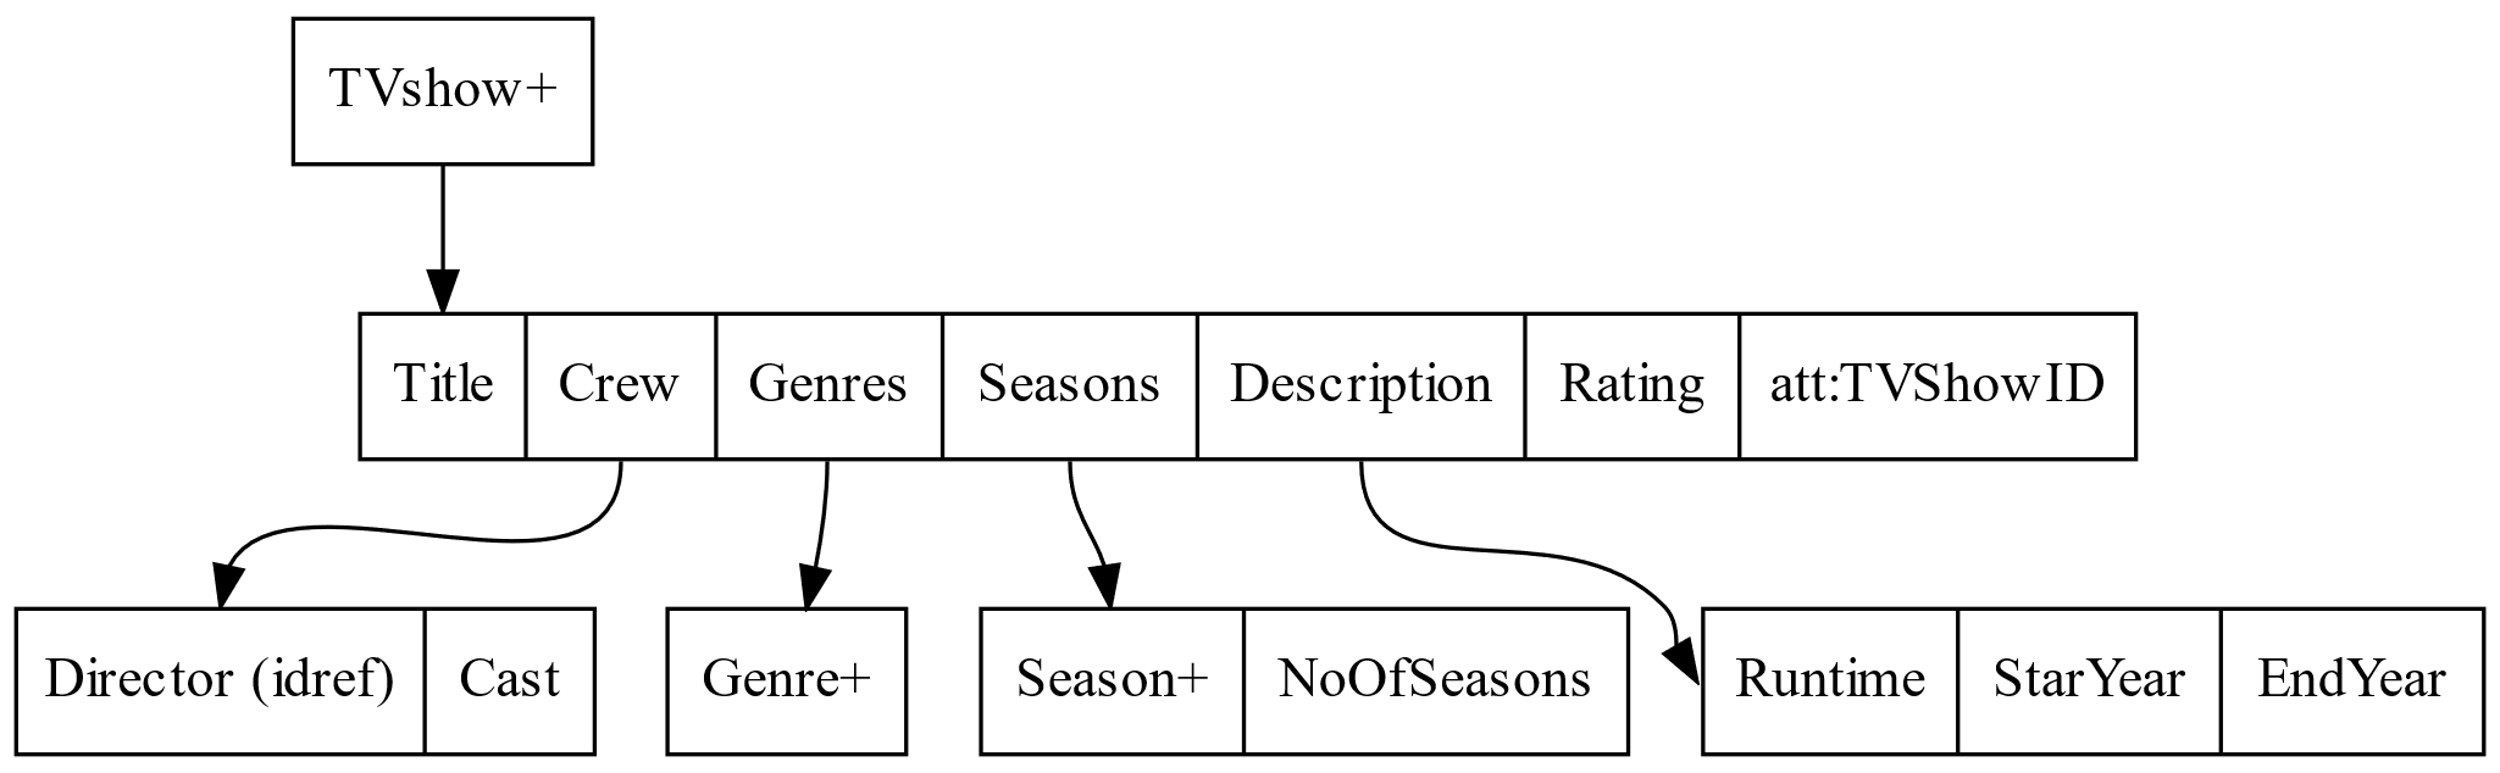 TVshow+
Title Crew Genres Seasons Description Rating att:TVShowID
Director (idref) Cast Genre+ Season+ NoOfSeasons Runtime StarYear EndYear